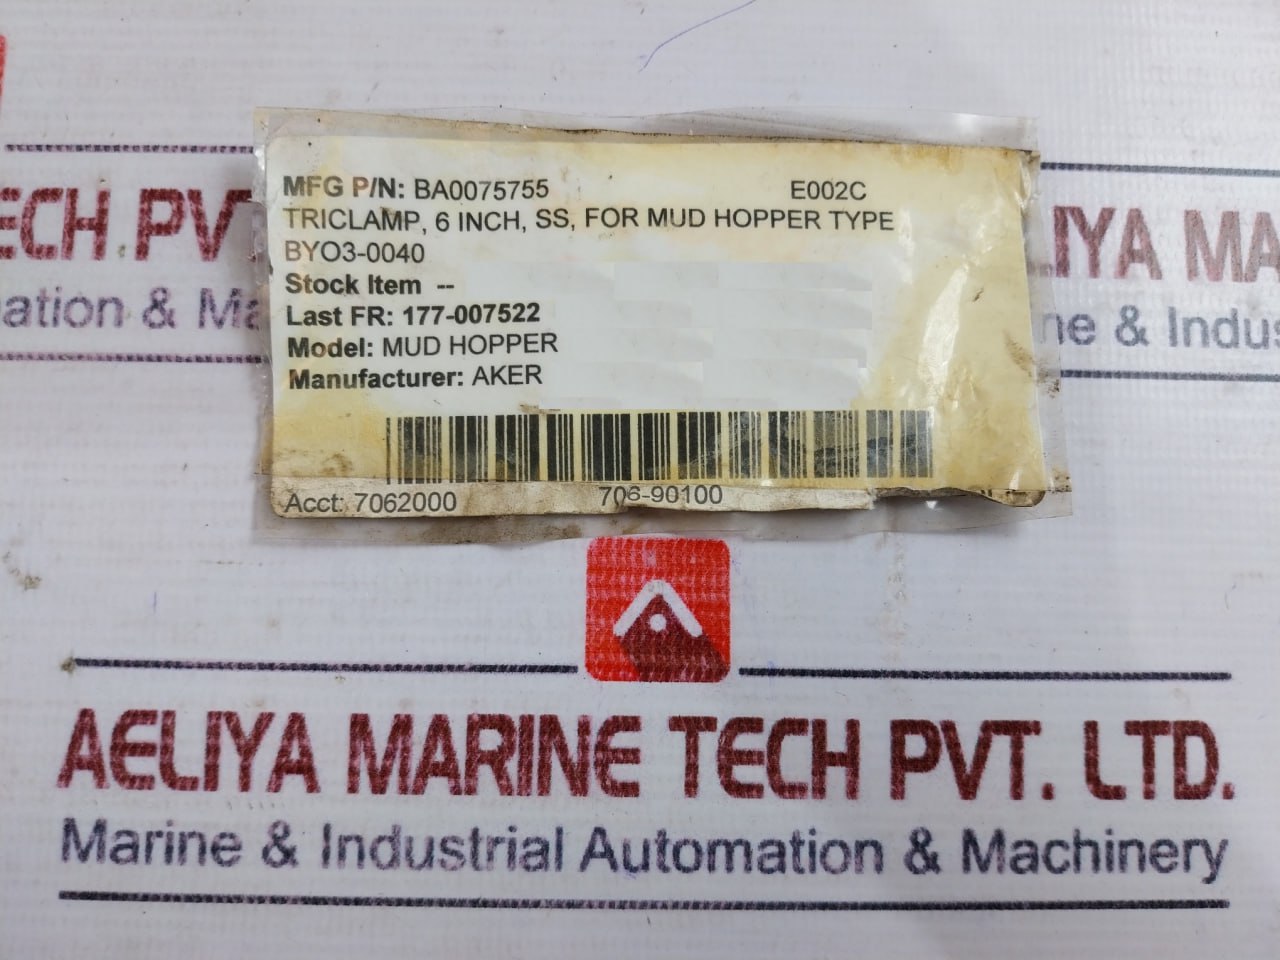 MFG P/N: BA0075755 E002C
TRICLAMP, 6 INCH, SS, FOR MUD HOPPER TYPE
BYO3-0040
Stock Item --
Last FR: 177-007522
Model: MUD HOPPER
Manufacturer: AKER
Acct: 7062000 706-90100
ECH PV
ation & Ma
LIYA MA
ne & Indus
AELIYA MARINE TECH PVT. LTD.
Marine & Industrial Automation & Machinery